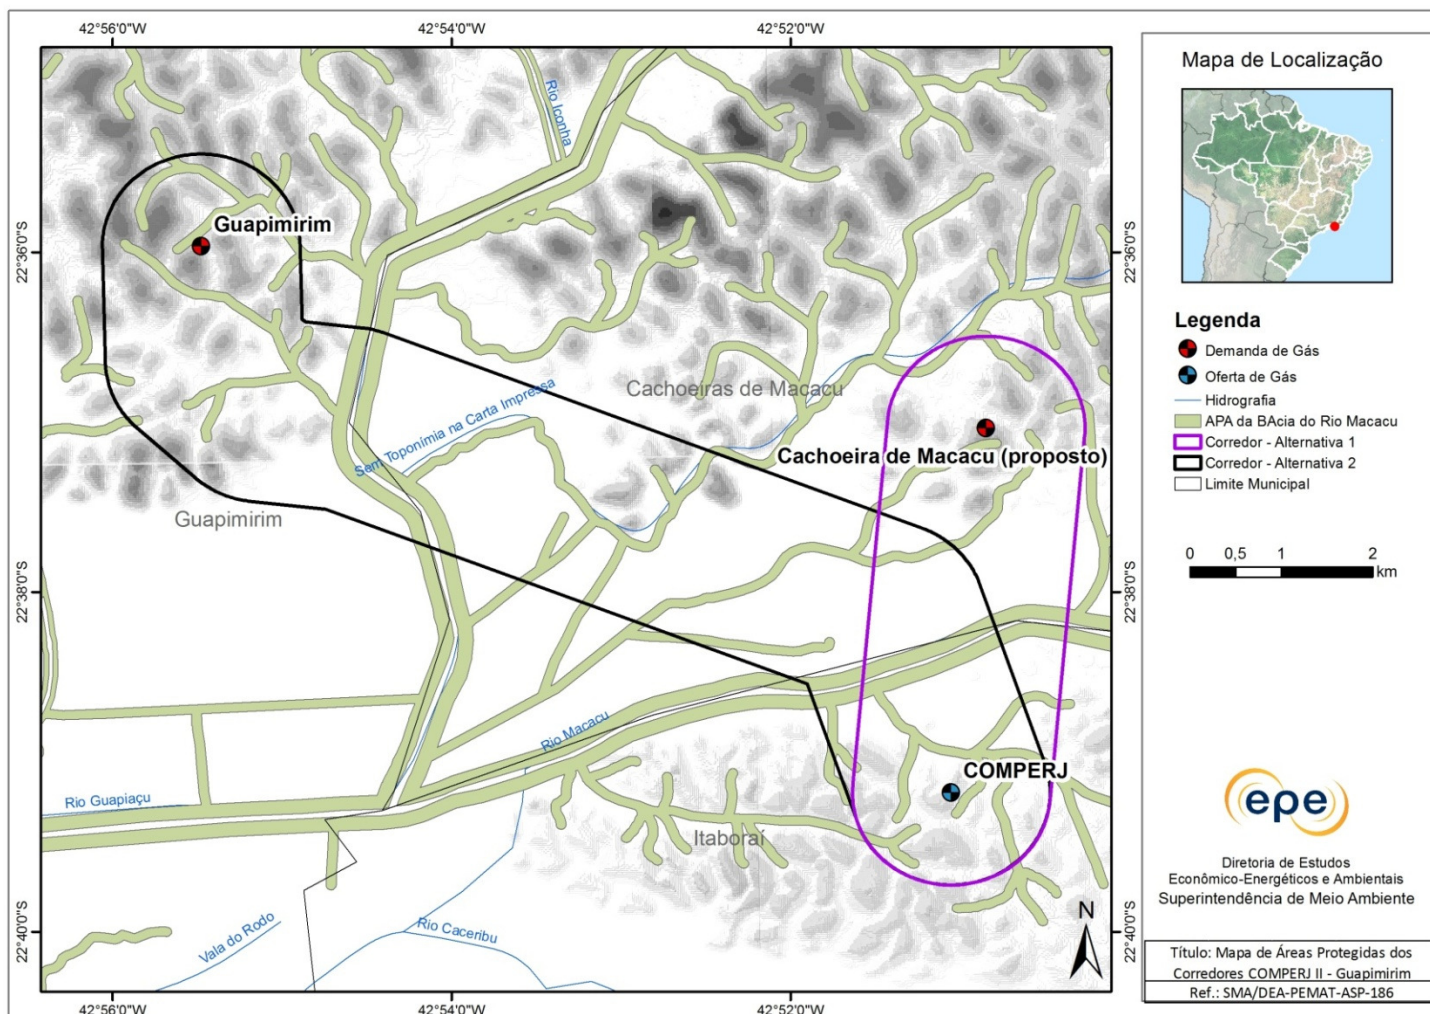 42°56'0"W
42°54'0"W
42°52'0"W
Mapa de Localização
Rio Iconha
Guapimirim
22°36'0"S
22°36'0"S
Legenda
Demanda de Gás
Oferta de Gás
Hidrografia
APA da BAcia do Rio Macacu
Corredor - Alternativa 1
Corredor - Alternativa 2
Limite Municipal
Cachoeiras de Macacu
Sem Toponímia na Carta Impressa
Cachoeira de Macacu (proposto)
Guapimirim
0 0,5 1 2
km
22°38'0"S
22°38'0"S
Rio Macacu
COMPERJ
Rio Guapiaçu
Itaboraí
epe
Diretoria de Estudos
Econômico-Energéticos e Ambientais
Superintendência de Meio Ambiente
N
Vala do Rodo
Rio Caceribu
22°40'0"S
22°40'0"S
Título: Mapa de Áreas Protegidas dos
Corredores COMPERJ II - Guapimirim
Ref.: SMA/DEA-PEMAT-ASP-186
42°56'0"W
42°54'0"W
42°52'0"W